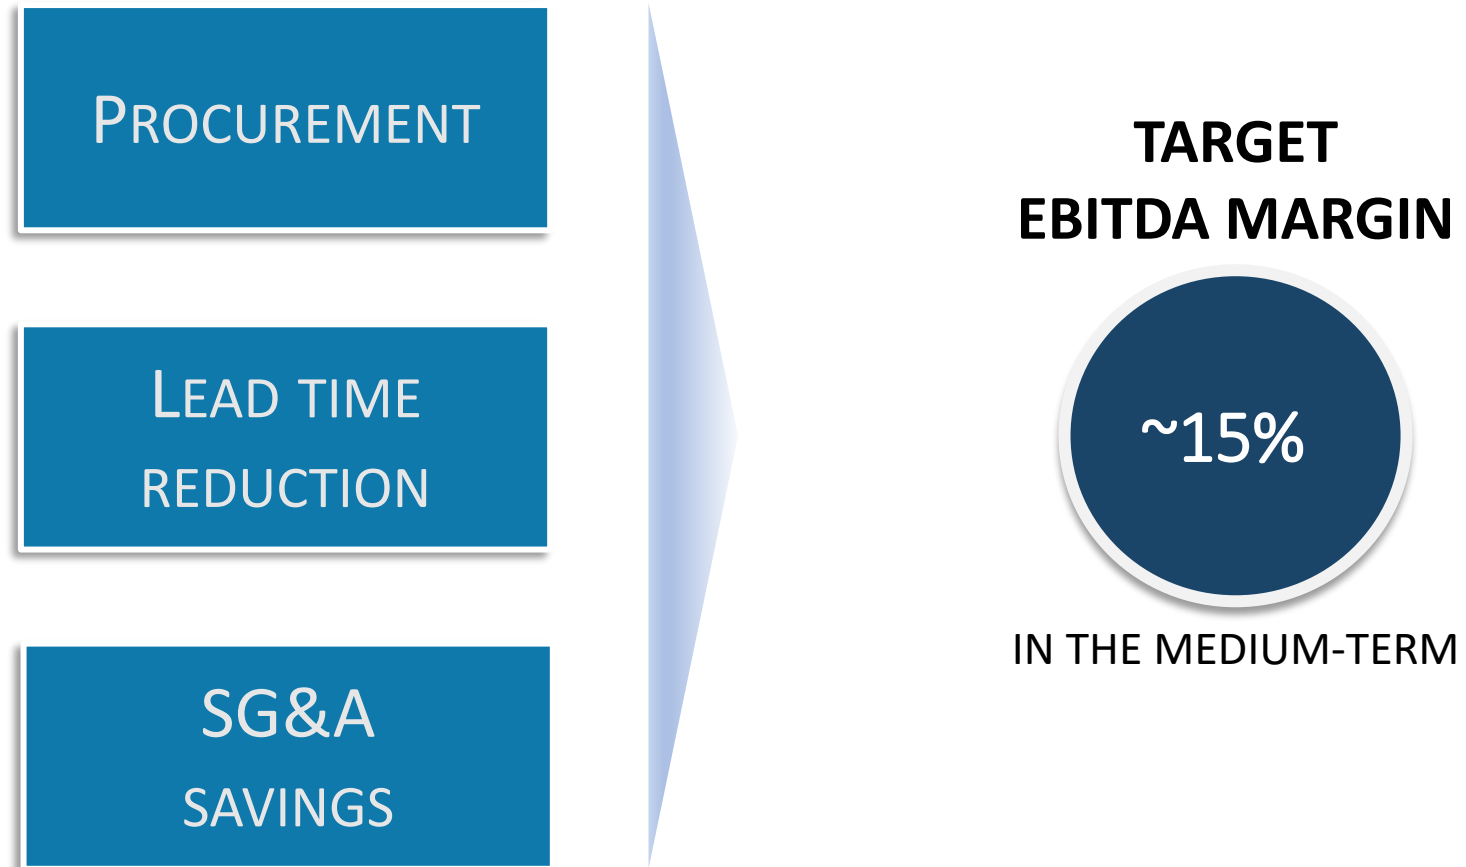 PROCUREMENT
LEAD TIME
REDUCTION
SG&A
SAVINGS
TARGET
EBITDA MARGIN
~15%
IN THE MEDIUM-TERM